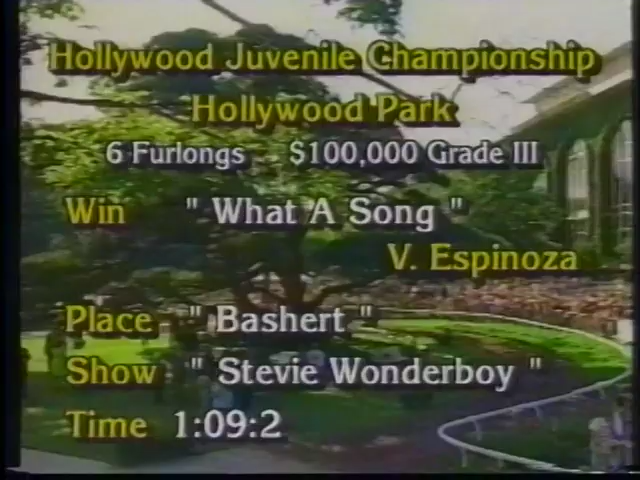 Hollywood Juvenile Championship
Hollywood Park
6 Furlongs $100,000 Grade III
Win " What A Song "
V. Espinoza
Place " Bashert "
Show " Stevie Wonderboy "
Time 1:09:2